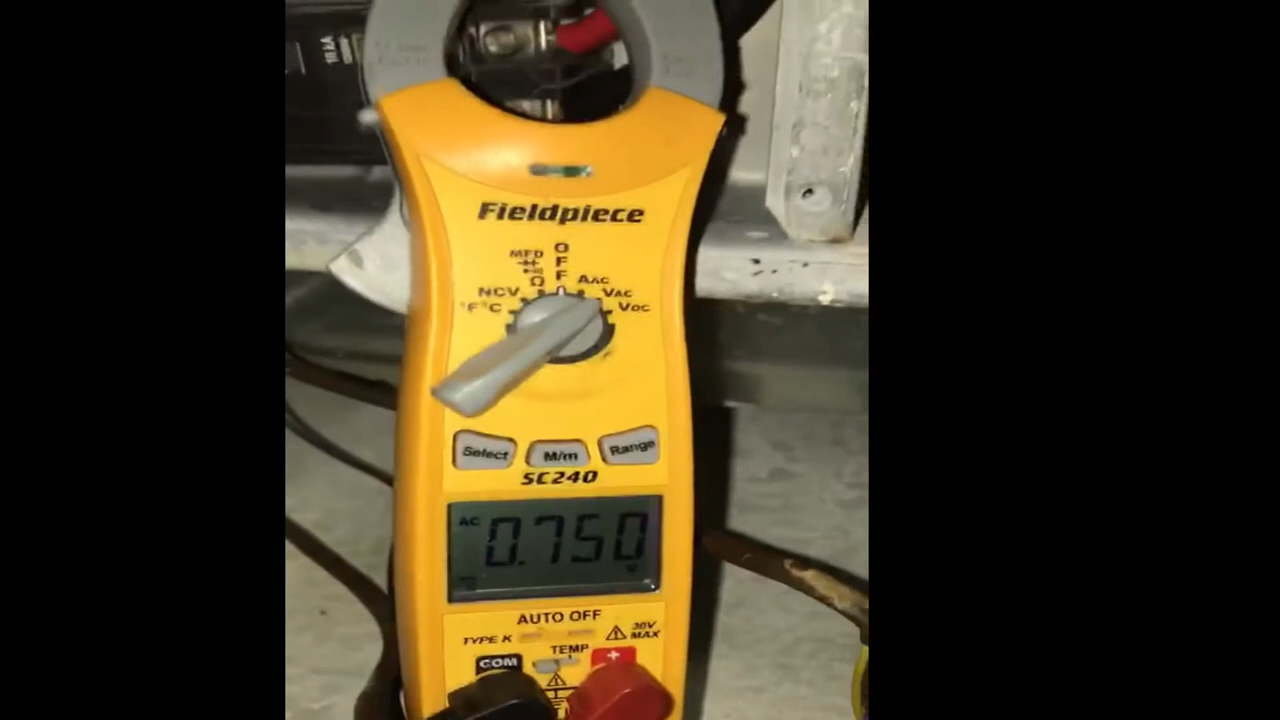 Fieldpiece
OFF
MFD
Ω
AAC
NCV
VAC
°F°C
VDC
Select
M/m
Range
SC240
AC
0.750
V
AUTO OFF
TYPE K
30V
MAX
TEMP
COM
+